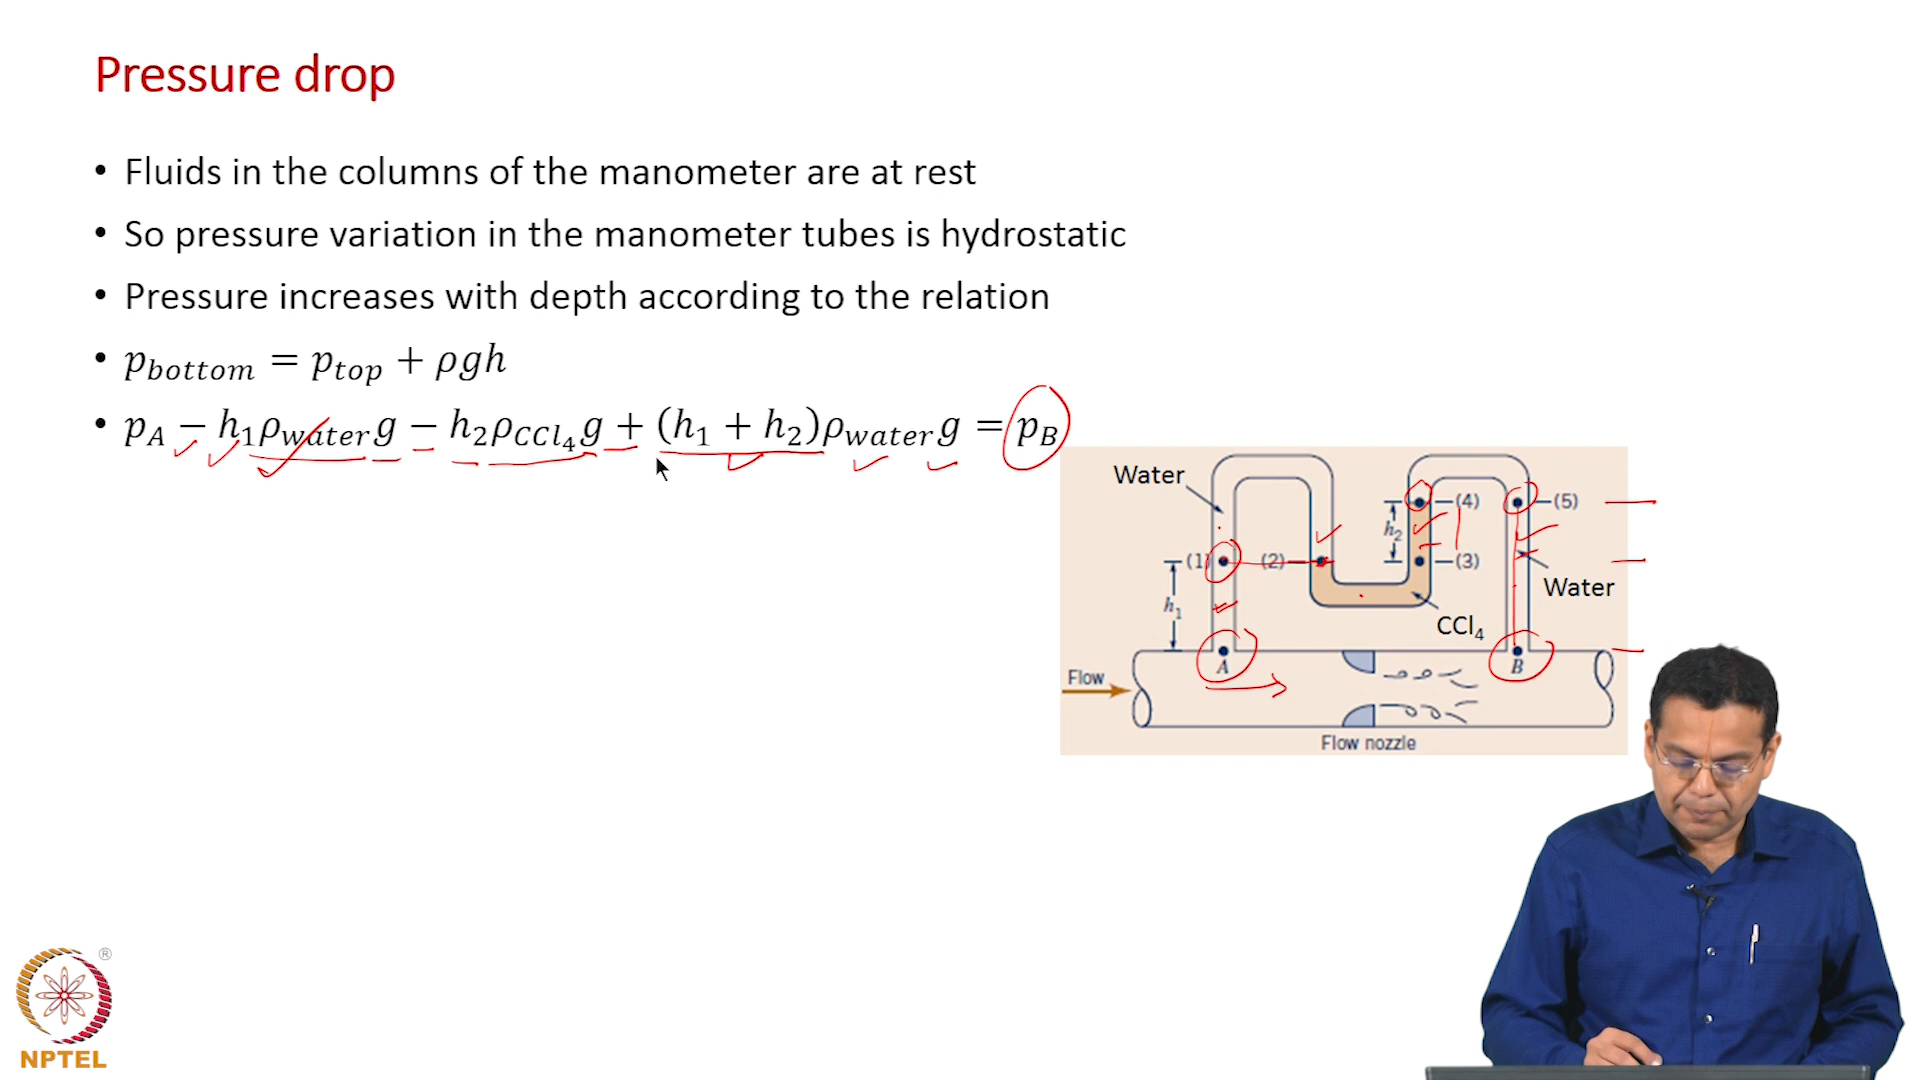 Pressure drop
• Fluids in the columns of the manometer are at rest
• So pressure variation in the manometer tubes is hydrostatic
• Pressure increases with depth according to the relation
• p_bottom = p_top + ρgh
• p_A − h_1ρ_water g − h_2ρ_CCl_4 g + (h_1 + h_2)ρ_water g = p_B
Water
(4)
(5)
h_2
(1)
(2)
(3)
Water
h_1
CCl_4
A
B
Flow
Flow nozzle
®
NPTEL